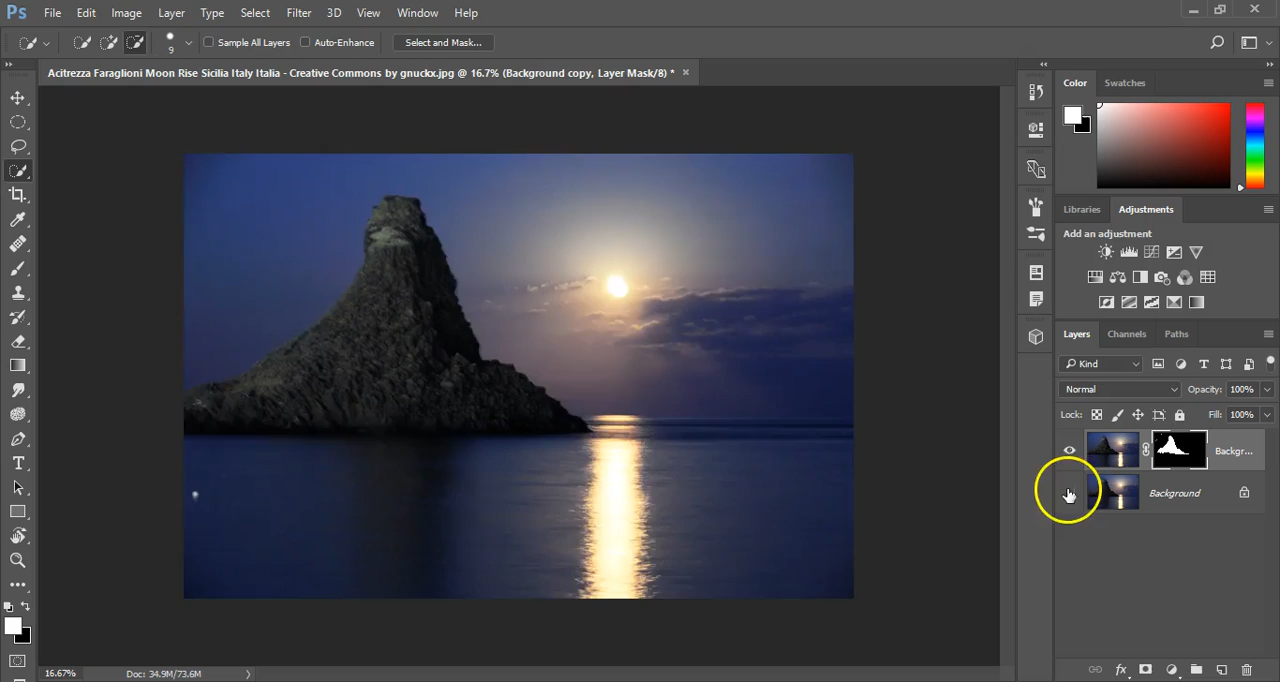 Ps File Edit Image Layer Type Select Filter 3D View Window Help
9 Sample All Layers Auto-Enhance Select and Mask...
Acitrezza Faraglioni Moon Rise Sicilia Italy Italia - Creative Commons by gnuckx.jpg @ 16.7% (Background copy, Layer Mask/8) * ×
Color Swatches
Libraries Adjustments
Add an adjustment
Layers Channels Paths
Kind
Normal Opacity: 100%
Lock: Fill: 100%
Backgr...
Background
16.67% Doc: 34.9M/73.6M